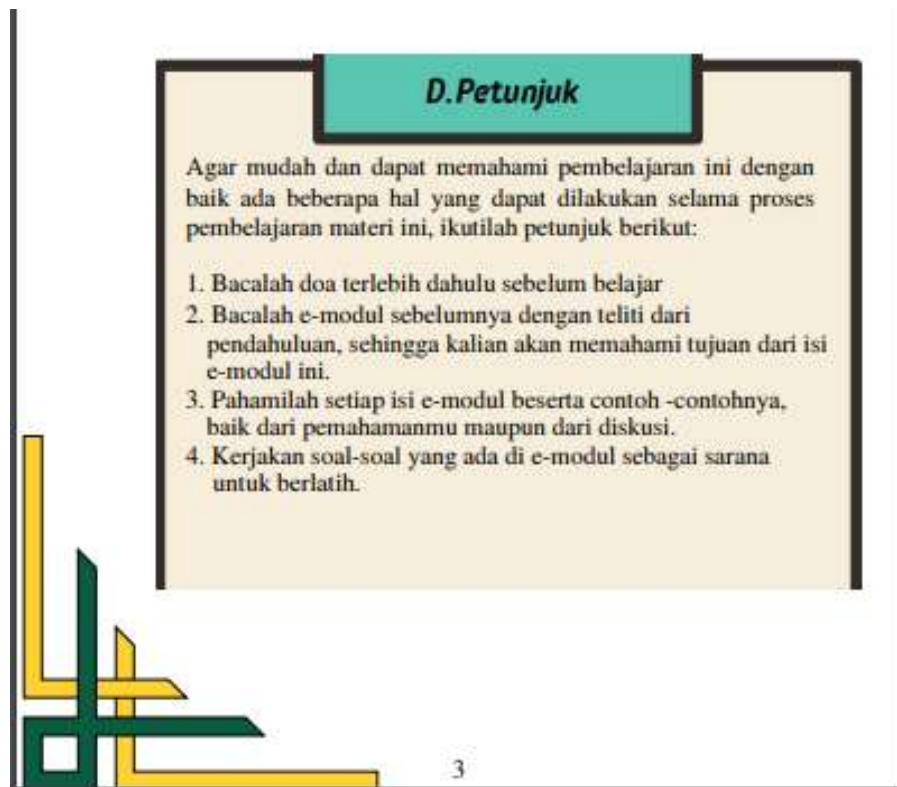 D.Petunjuk
Agar mudah dan dapat memahami pembelajaran ini dengan
baik ada beberapa hal yang dapat dilakukan selama proses
pembelajaran materi ini, ikutilah petunjuk berikut:
1. Bacalah doa terlebih dahulu sebelum belajar
2. Bacalah e-modul sebelumnya dengan teliti dari
pendahuluan, sehingga kalian akan memahami tujuan dari isi
e-modul ini.
3. Pahamilah setiap isi e-modul beserta contoh -contohnya,
baik dari pemahamanmu maupun dari diskusi.
4. Kerjakan soal-soal yang ada di e-modul sebagai sarana
untuk berlatih.
3